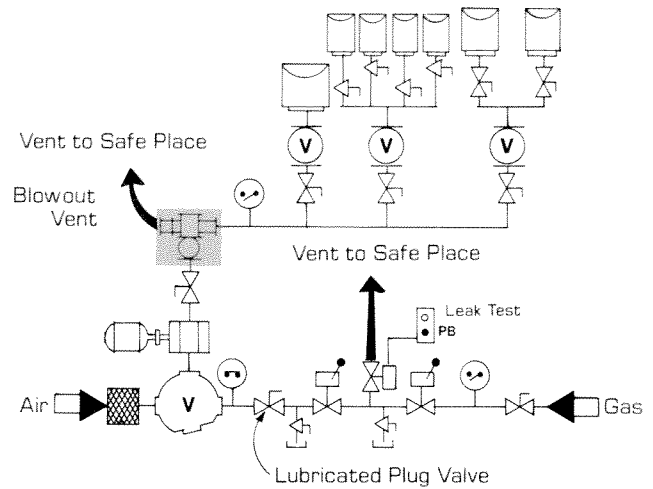 Vent to Safe Place
Blowout
Vent
V
V
V
Vent to Safe Place
Leak Test
PB
Air
V
Gas
Lubricated Plug Valve